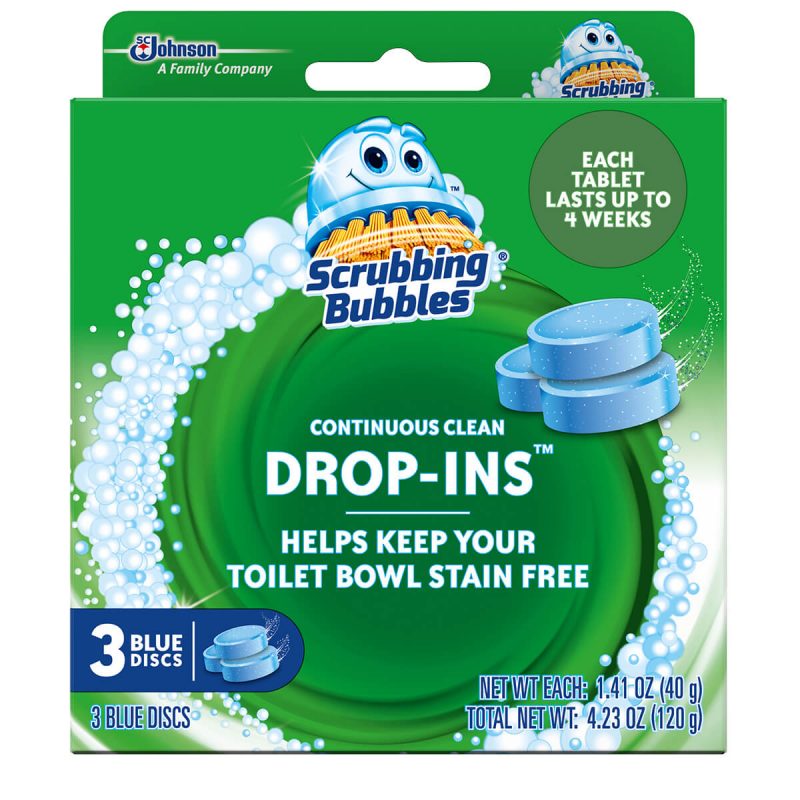 SC Johnson
A Family Company
Scrubbing
EACH
TABLET
LASTS UP TO
4 WEEKS
™
Scrubbing®
Bubbles
CONTINUOUS CLEAN
DROP-INS™
HELPS KEEP YOUR
TOILET BOWL STAIN FREE
3 BLUE
DISCS
3 BLUE DISCS
NET WT EACH: 1.41 OZ (40 g)
TOTAL NET WT: 4.23 OZ (120 g)